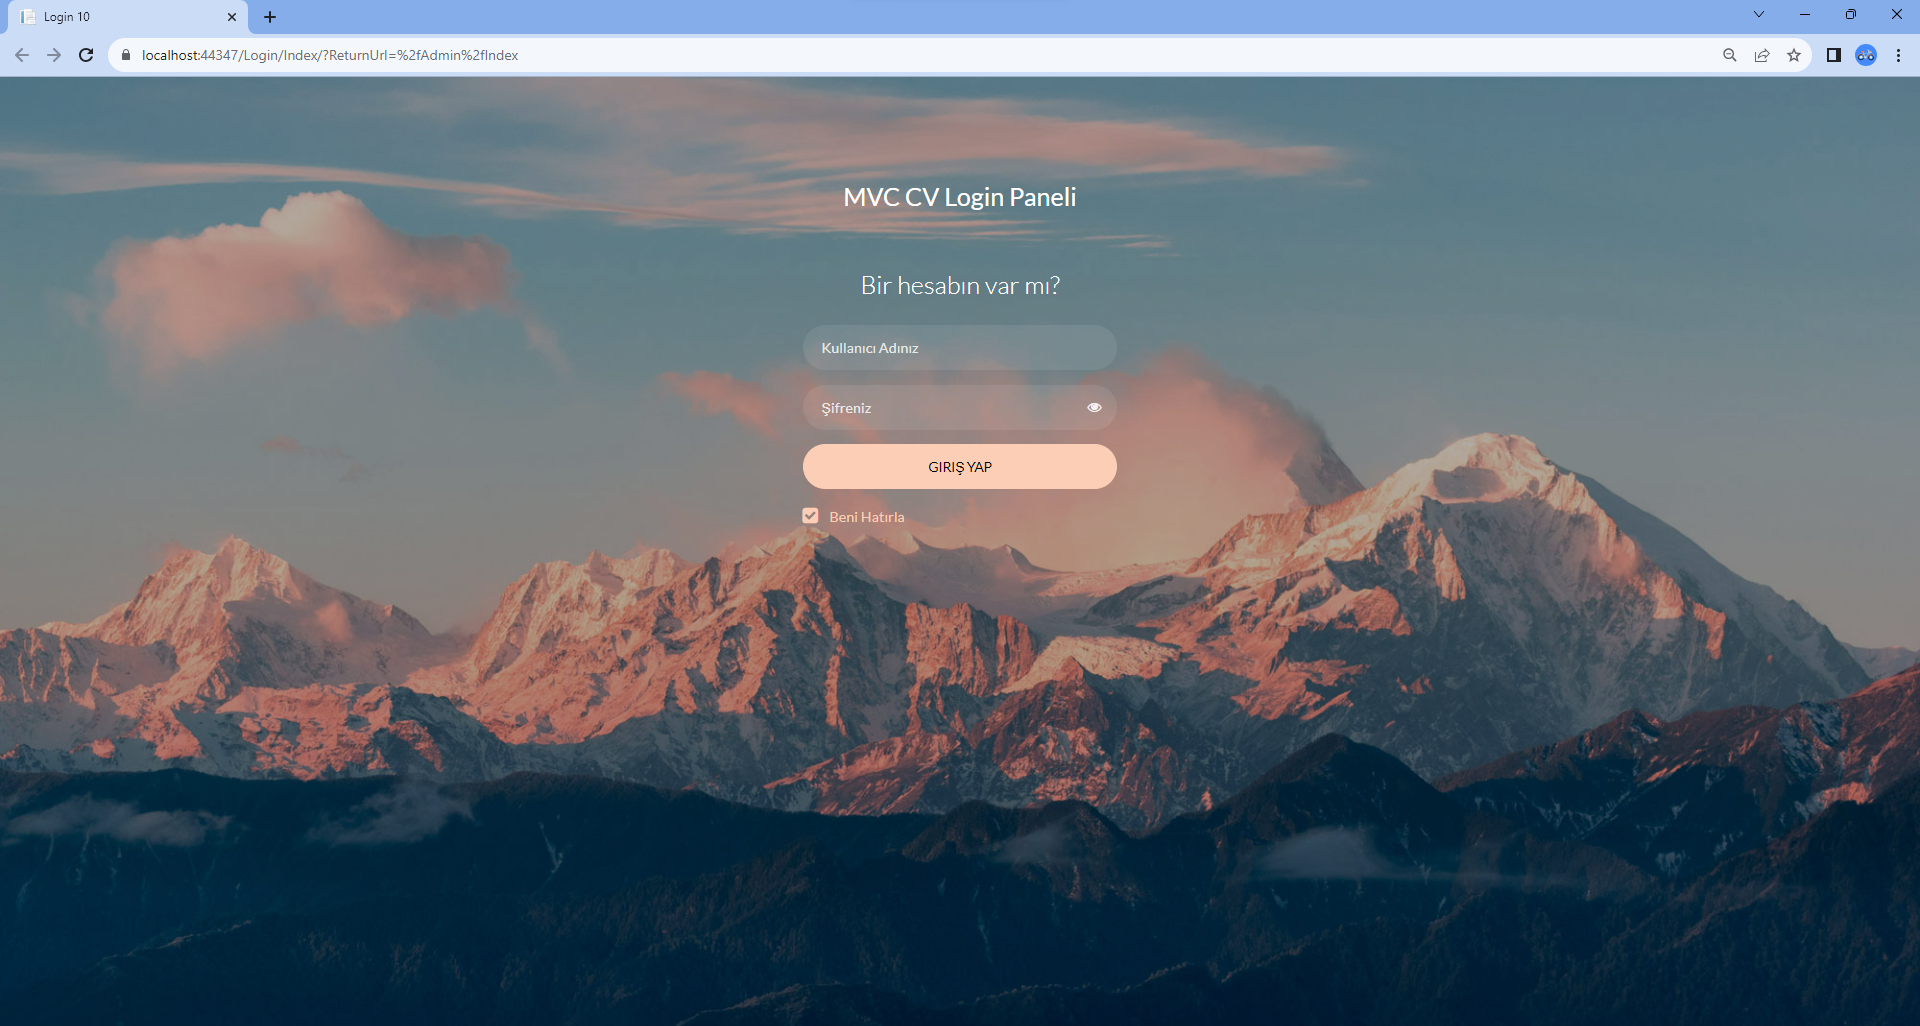 Login 10
localhost:44347/Login/Index/?ReturnUrl=%2fAdmin%2fIndex
MVC CV Login Paneli
Bir hesabın var mı?
Kullanıcı Adınız
Şifreniz
GIRIŞ YAP
Beni Hatırla